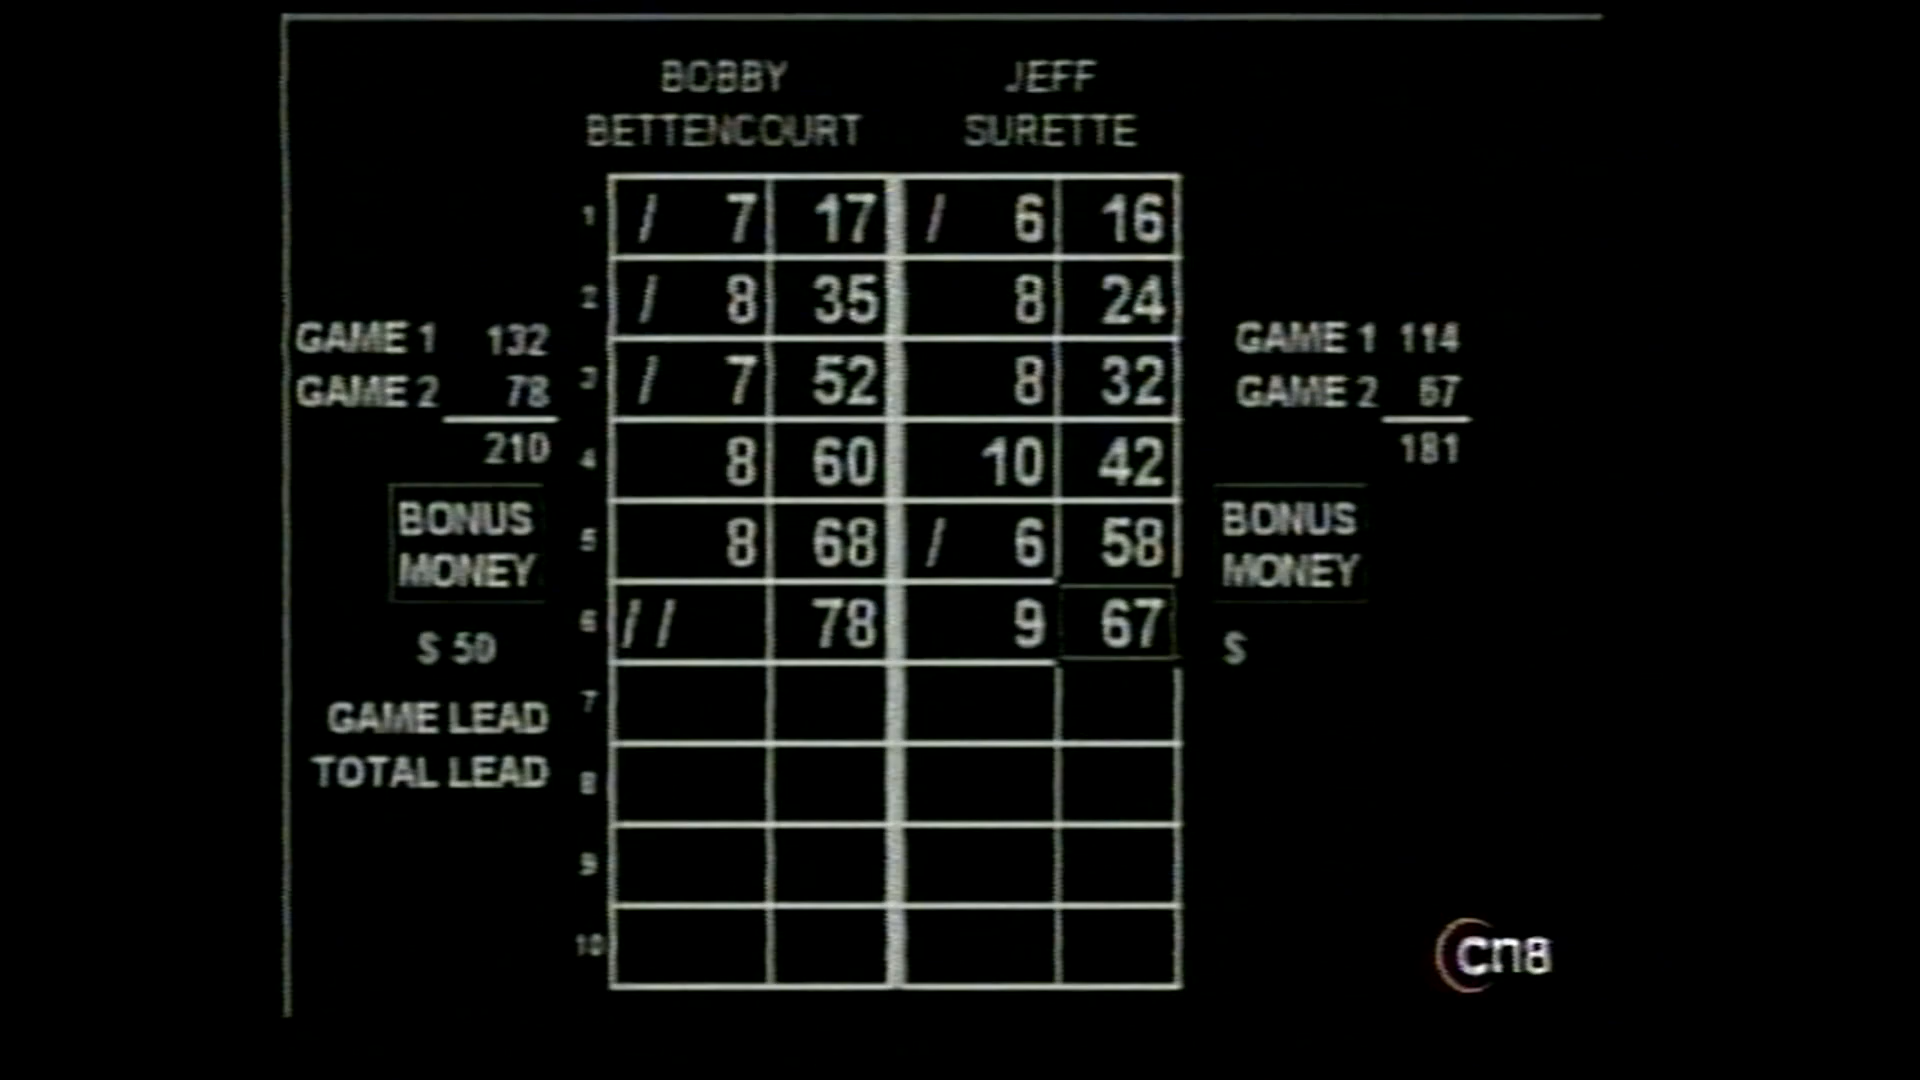 BOBBY BETTENCOURT
JEFF SURETTE
1 / 7 17 / 6 16
2 / 8 35 8 24
3 / 7 52 8 32
4 8 60 10 42
5 8 68 / 6 58
6 // 78 9 67
7
8
9
10
GAME 1 132
GAME 2 78
210
BONUS
MONEY
$ 50
GAME LEAD
TOTAL LEAD
GAME 1 114
GAME 2 67
181
BONUS
MONEY
$
cn8